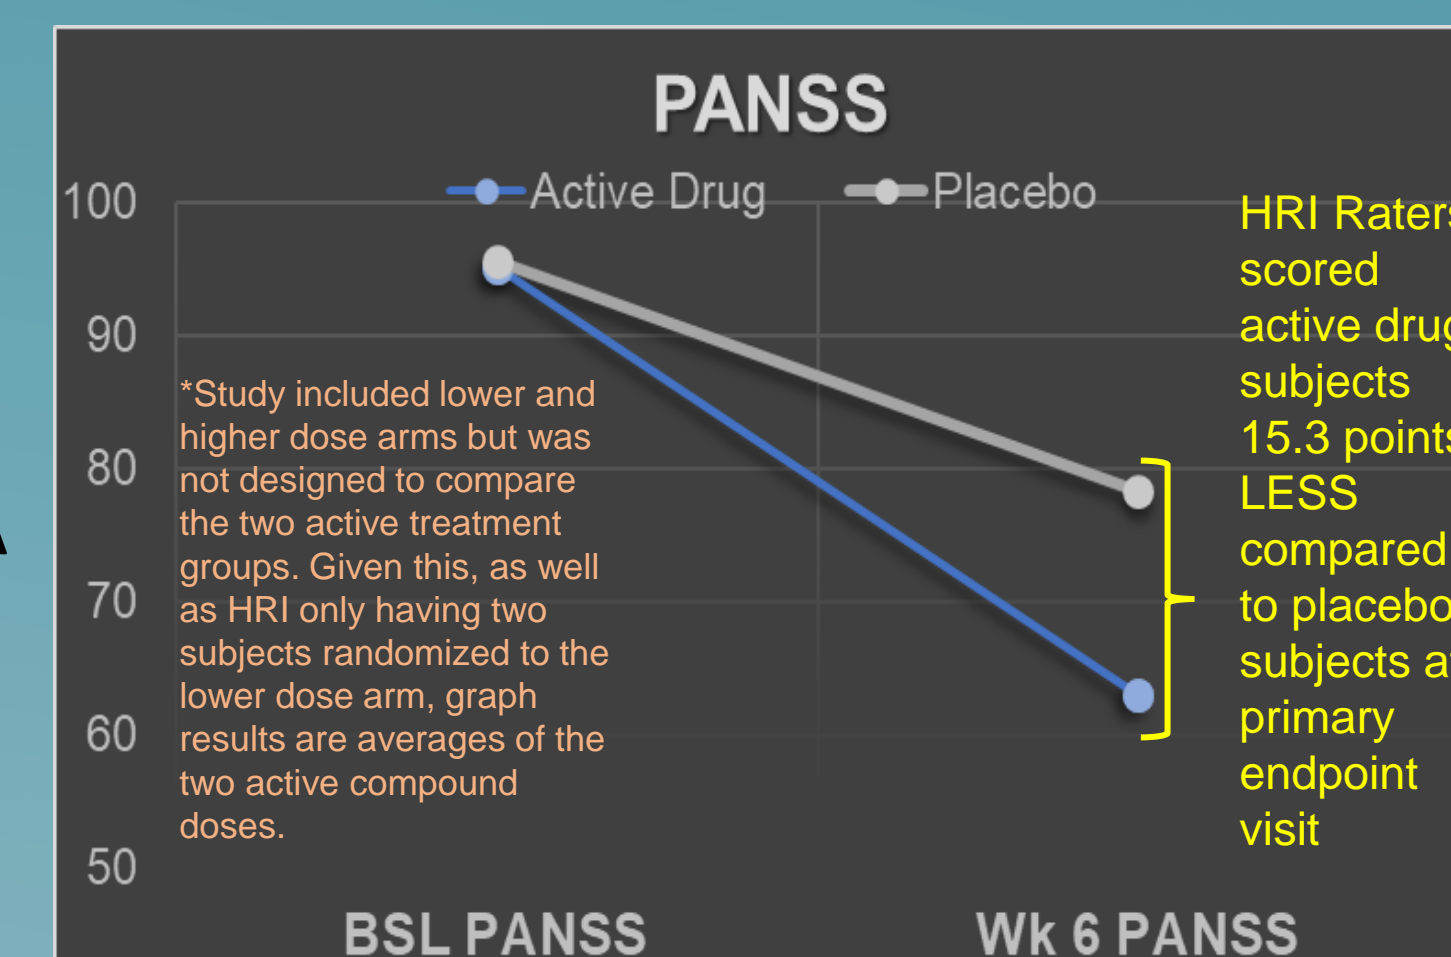 PANSS
Active Drug
Placebo
100
90
80
70
60
50
*Study included lower and
higher dose arms but was
not designed to compare
the two active treatment
groups. Given this, as well
as HRI only having two
subjects randomized to the
lower dose arm, graph
results are averages of the
two active compound
doses.
HRI Raters
scored
active drug
subjects
15.3 points
LESS
compared
to placebo
subjects at
primary
endpoint
visit
BSL PANSS
Wk 6 PANSS